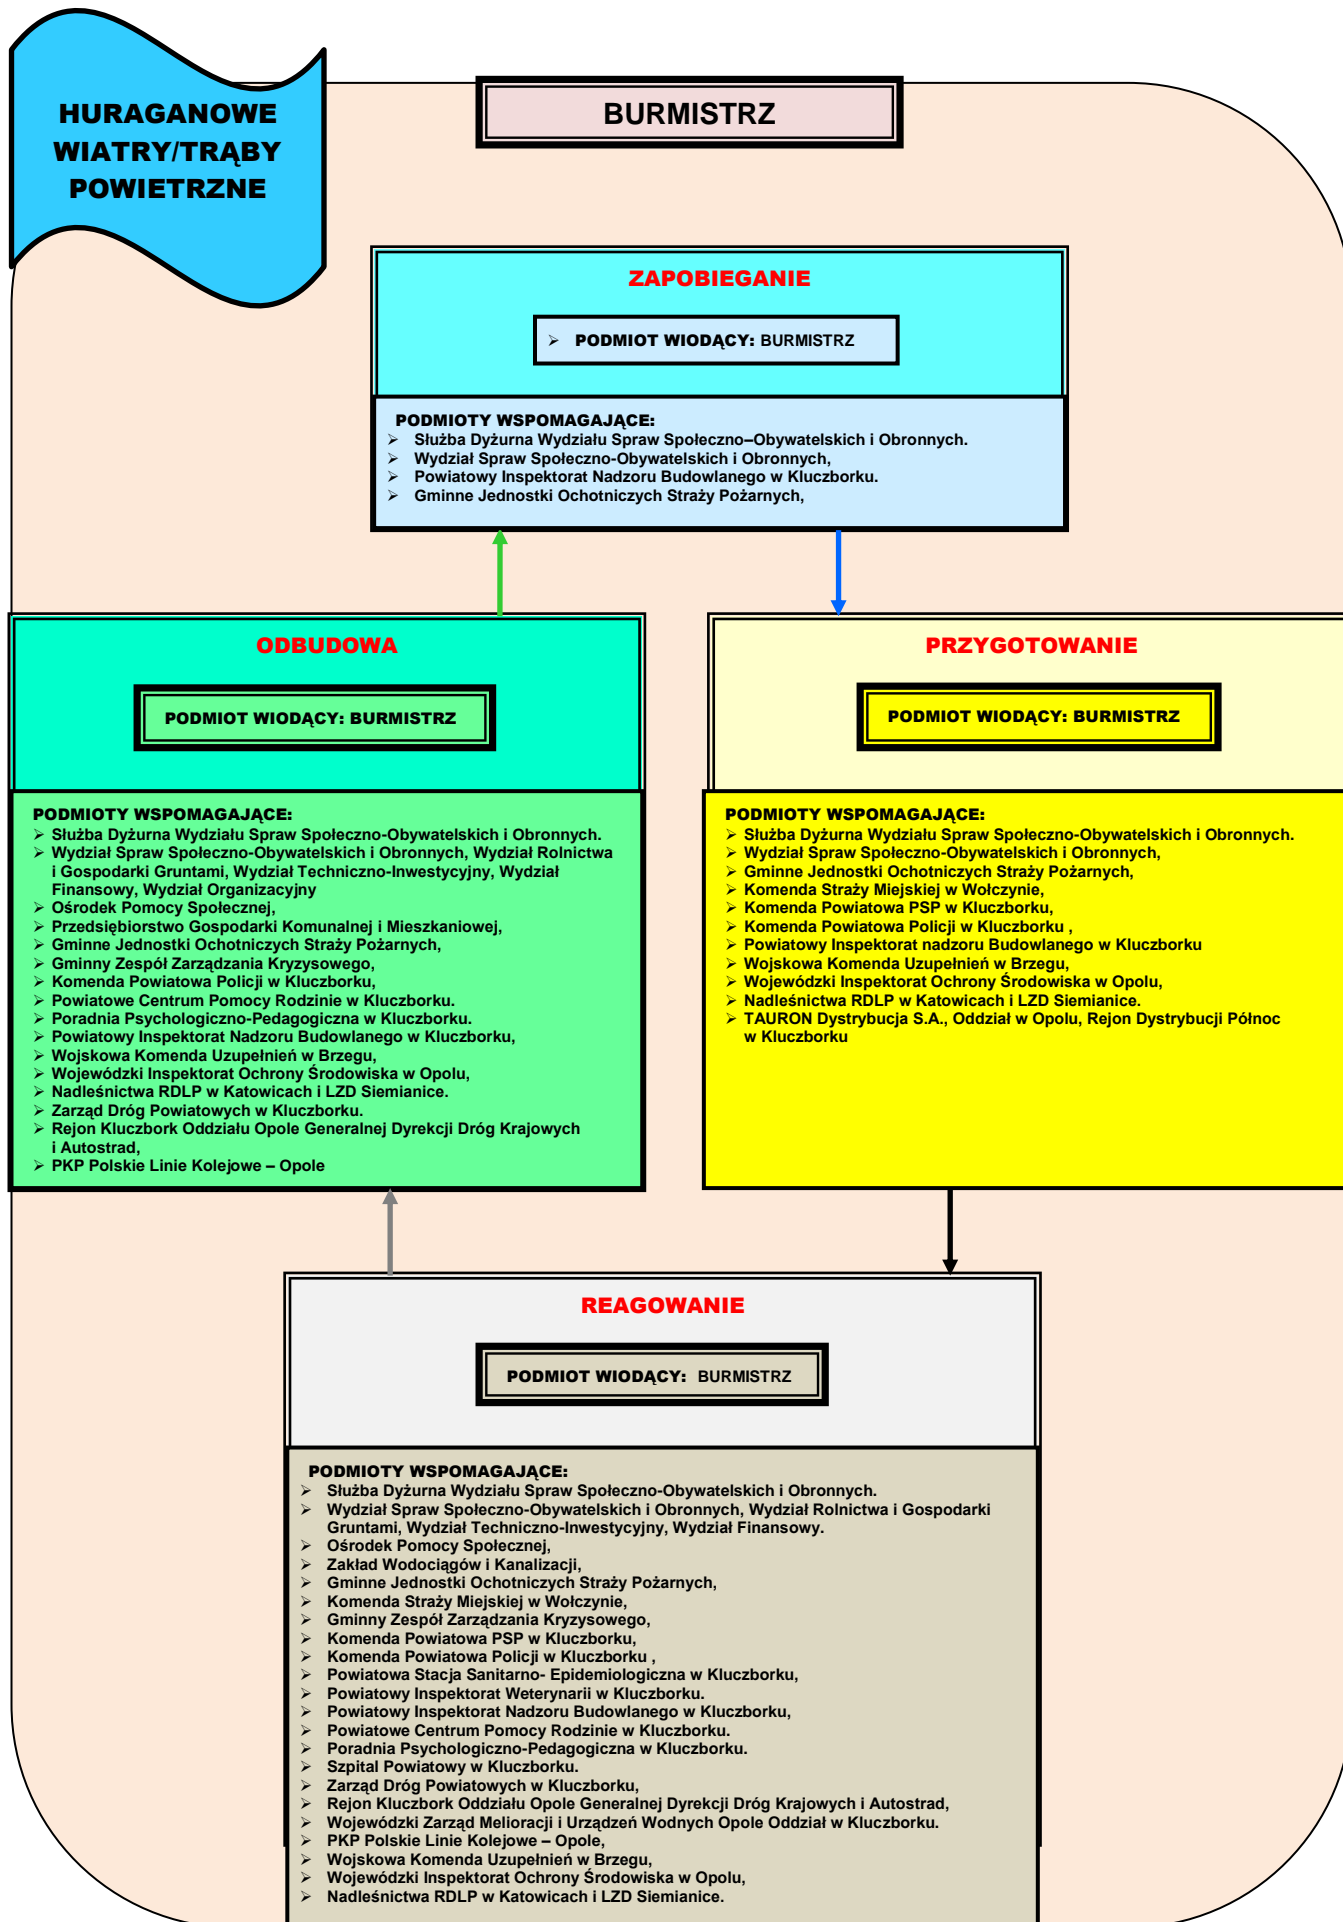 HURAGANOWE
WIATRY/TRĄBY
POWIETRZNE
BURMISTRZ
ZAPOBIEGANIE
➢ PODMIOT WIODĄCY: BURMISTRZ
PODMIOTY WSPOMAGAJĄCE:
➢ Służba Dyżurna Wydziału Spraw Społeczno–Obywatelskich i Obronnych.
➢ Wydział Spraw Społeczno-Obywatelskich i Obronnych,
➢ Powiatowy Inspektorat Nadzoru Budowlanego w Kluczborku.
➢ Gminne Jednostki Ochotniczych Straży Pożarnych,
ODBUDOWA
PODMIOT WIODĄCY: BURMISTRZ
PODMIOTY WSPOMAGAJĄCE:
➢ Służba Dyżurna Wydziału Spraw Społeczno-Obywatelskich i Obronnych.
➢ Wydział Spraw Społeczno-Obywatelskich i Obronnych, Wydział Rolnictwa
i Gospodarki Gruntami, Wydział Techniczno-Inwestycyjny, Wydział
Finansowy, Wydział Organizacyjny
➢ Ośrodek Pomocy Społecznej,
➢ Przedsiębiorstwo Gospodarki Komunalnej i Mieszkaniowej,
➢ Gminne Jednostki Ochotniczych Straży Pożarnych,
➢ Gminny Zespół Zarządzania Kryzysowego,
➢ Komenda Powiatowa Policji w Kluczborku,
➢ Powiatowe Centrum Pomocy Rodzinie w Kluczborku.
➢ Poradnia Psychologiczno-Pedagogiczna w Kluczborku.
➢ Powiatowy Inspektorat Nadzoru Budowlanego w Kluczborku,
➢ Wojskowa Komenda Uzupełnień w Brzegu,
➢ Wojewódzki Inspektorat Ochrony Środowiska w Opolu,
➢ Nadleśnictwa RDLP w Katowicach i LZD Siemianice.
➢ Zarząd Dróg Powiatowych w Kluczborku.
➢ Rejon Kluczbork Oddziału Opole Generalnej Dyrekcji Dróg Krajowych
i Autostrad,
➢ PKP Polskie Linie Kolejowe – Opole
PRZYGOTOWANIE
PODMIOT WIODĄCY: BURMISTRZ
PODMIOTY WSPOMAGAJĄCE:
➢ Służba Dyżurna Wydziału Spraw Społeczno-Obywatelskich i Obronnych.
➢ Wydział Spraw Społeczno-Obywatelskich i Obronnych,
➢ Gminne Jednostki Ochotniczych Straży Pożarnych,
➢ Komenda Straży Miejskiej w Wołczynie,
➢ Komenda Powiatowa PSP w Kluczborku,
➢ Komenda Powiatowa Policji w Kluczborku ,
➢ Powiatowy Inspektorat nadzoru Budowlanego w Kluczborku
➢ Wojskowa Komenda Uzupełnień w Brzegu,
➢ Wojewódzki Inspektorat Ochrony Środowiska w Opolu,
➢ Nadleśnictwa RDLP w Katowicach i LZD Siemianice.
➢ TAURON Dystrybucja S.A., Oddział w Opolu, Rejon Dystrybucji Północ
w Kluczborku
REAGOWANIE
PODMIOT WIODĄCY: BURMISTRZ
PODMIOTY WSPOMAGAJĄCE:
➢ Służba Dyżurna Wydziału Spraw Społeczno-Obywatelskich i Obronnych.
➢ Wydział Spraw Społeczno-Obywatelskich i Obronnych, Wydział Rolnictwa i Gospodarki
Gruntami, Wydział Techniczno-Inwestycyjny, Wydział Finansowy.
➢ Ośrodek Pomocy Społecznej,
➢ Zakład Wodociągów i Kanalizacji,
➢ Gminne Jednostki Ochotniczych Straży Pożarnych,
➢ Komenda Straży Miejskiej w Wołczynie,
➢ Gminny Zespół Zarządzania Kryzysowego,
➢ Komenda Powiatowa PSP w Kluczborku,
➢ Komenda Powiatowa Policji w Kluczborku ,
➢ Powiatowa Stacja Sanitarno- Epidemiologiczna w Kluczborku,
➢ Powiatowy Inspektorat Weterynarii w Kluczborku.
➢ Powiatowy Inspektorat Nadzoru Budowlanego w Kluczborku,
➢ Powiatowe Centrum Pomocy Rodzinie w Kluczborku.
➢ Poradnia Psychologiczno-Pedagogiczna w Kluczborku.
➢ Szpital Powiatowy w Kluczborku.
➢ Zarząd Dróg Powiatowych w Kluczborku,
➢ Rejon Kluczbork Oddziału Opole Generalnej Dyrekcji Dróg Krajowych i Autostrad,
➢ Wojewódzki Zarząd Melioracji i Urządzeń Wodnych Opole Oddział w Kluczborku.
➢ PKP Polskie Linie Kolejowe – Opole,
➢ Wojskowa Komenda Uzupełnień w Brzegu,
➢ Wojewódzki Inspektorat Ochrony Środowiska w Opolu,
➢ Nadleśnictwa RDLP w Katowicach i LZD Siemianice.